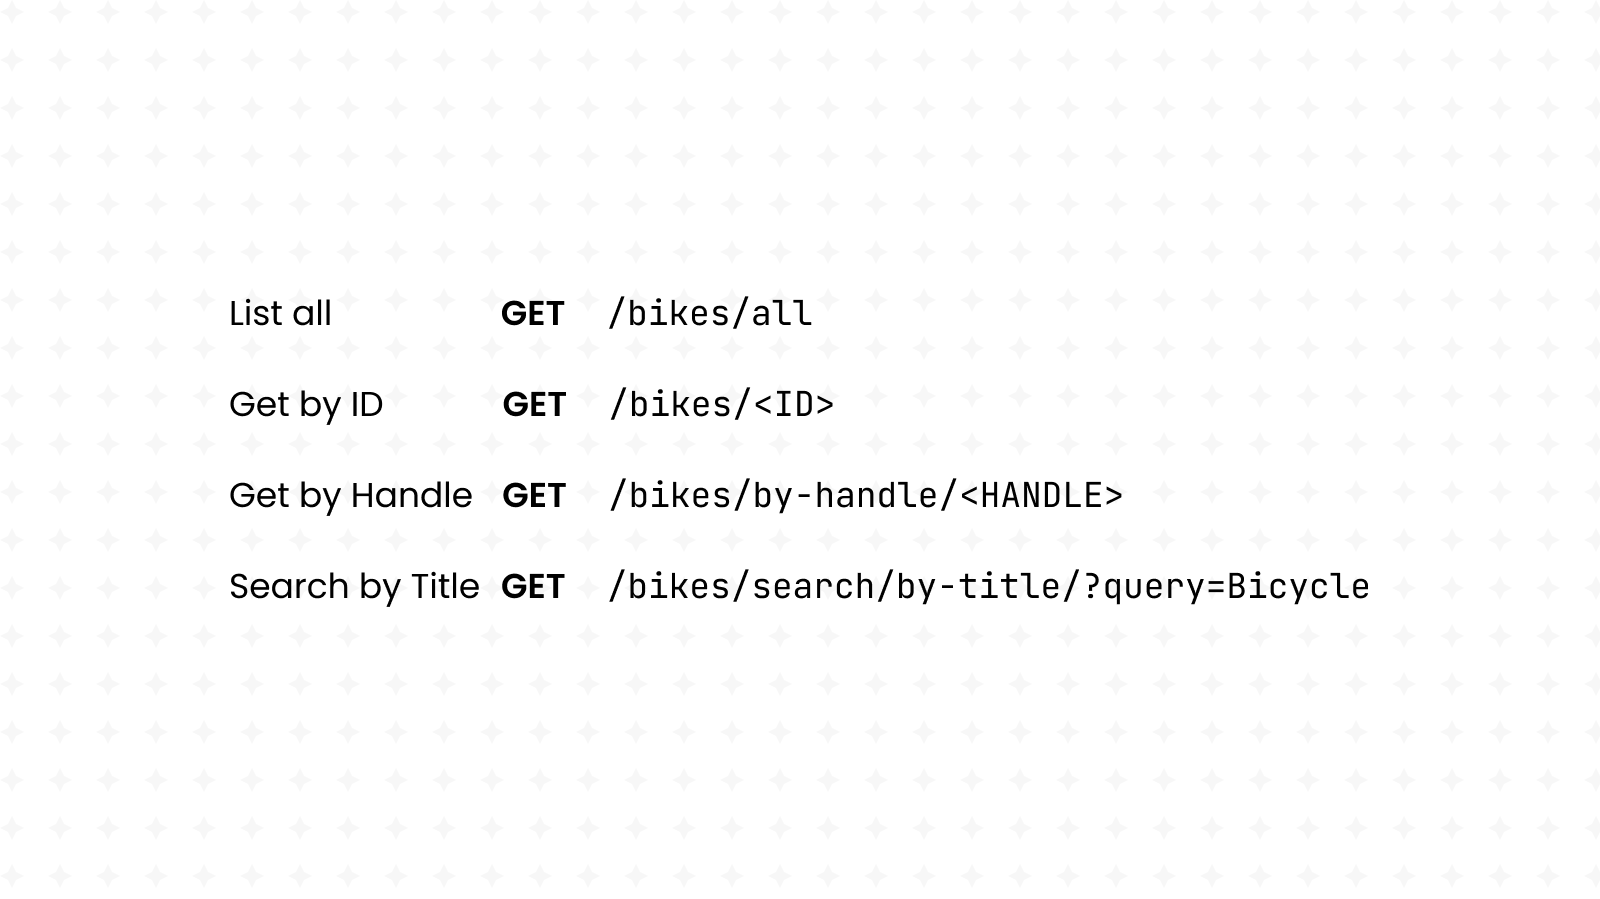 List all GET /bikes/all
Get by ID GET /bikes/<ID>
Get by Handle GET /bikes/by-handle/<HANDLE>
Search by Title GET /bikes/search/by-title/?query=Bicycle